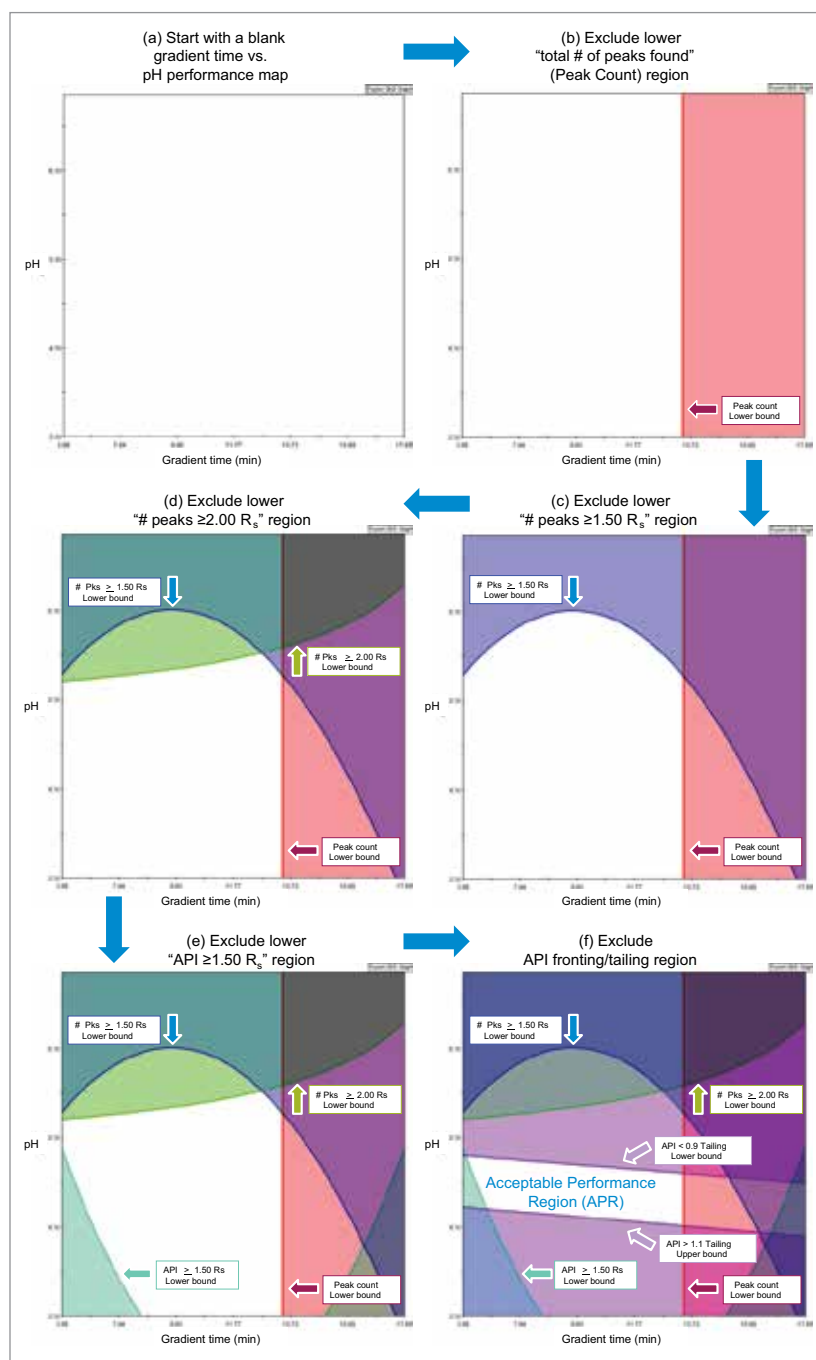 (a) Start with a blank
gradient time vs.
pH performance map
(b) Exclude lower
“total # of peaks found”
(Peak Count) region
pH
Gradient time (min)
pH
Peak count
Lower bound
Gradient time (min)
(d) Exclude lower
“# peaks ≥2.00 Rs” region
(c) Exclude lower
“# peaks ≥1.50 Rs” region
# Pks ≥ 1.50 Rs
Lower bound
# Pks ≥ 2.00 Rs
Lower bound
pH
Peak count
Lower bound
Gradient time (min)
# Pks ≥ 1.50 Rs
Lower bound
pH
Peak count
Lower bound
Gradient time (min)
(e) Exclude lower
“API ≥1.50 Rs” region
(f) Exclude
API fronting/tailing region
# Pks ≥ 1.50 Rs
Lower bound
# Pks ≥ 2.00 Rs
Lower bound
pH
API ≥ 1.50 Rs
Lower bound
Peak count
Lower bound
Gradient time (min)
# Pks ≥ 1.50 Rs
Lower bound
# Pks ≥ 2.00 Rs
Lower bound
pH
API < 0.9 Tailing
Lower bound
Acceptable Performance
Region (APR)
API > 1.1 Tailing
Upper bound
API ≥ 1.50 Rs
Lower bound
Peak count
Lower bound
Gradient time (min)